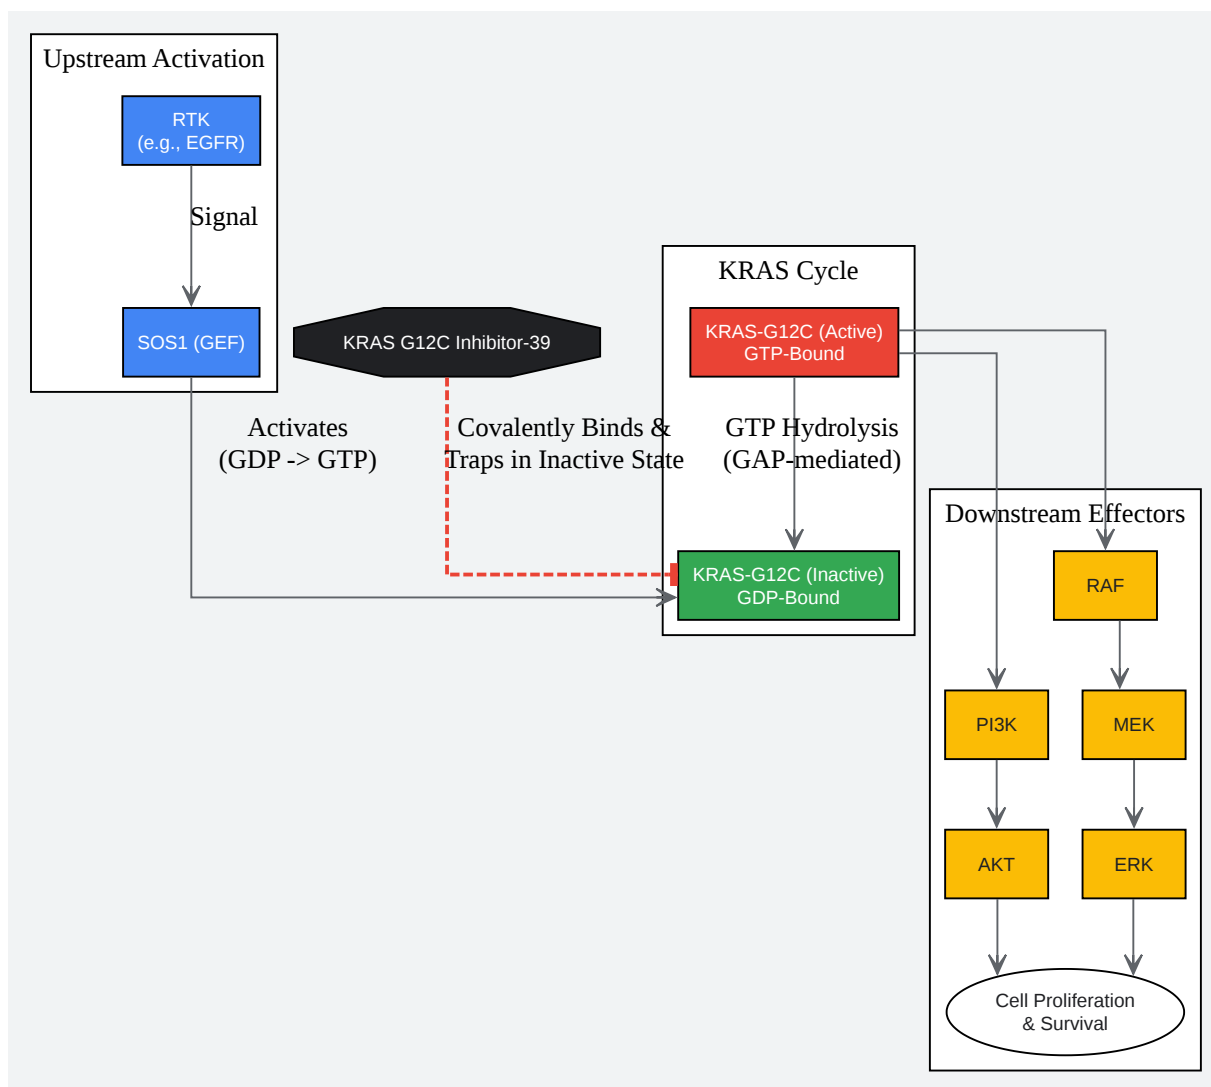 Upstream Activation
RTK
(e.g., EGFR)
Signal
SOS1 (GEF)
KRAS G12C Inhibitor-39
Activates
(GDP -> GTP)
Covalently Binds &
Traps in Inactive State
KRAS Cycle
KRAS-G12C (Active)
GTP-Bound
GTP Hydrolysis
(GAP-mediated)
KRAS-G12C (Inactive)
GDP-Bound
Downstream Effectors
RAF
PI3K
MEK
AKT
ERK
Cell Proliferation
& Survival